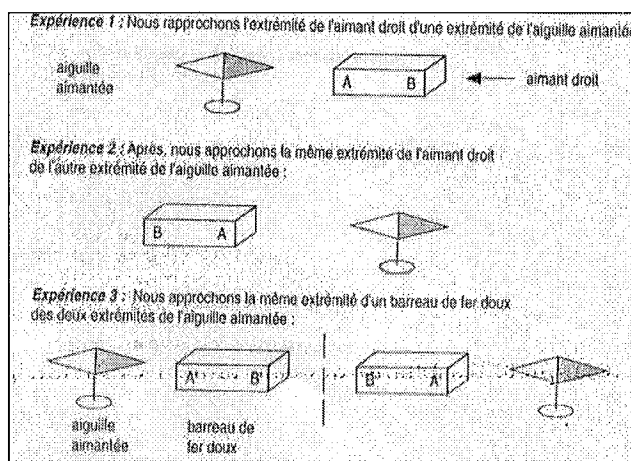 Expérience 1 : Nous rapprochons l'extrémité de l'aimant droit d'une extrémité de l'aiguille aimantée
aiguille
aimantée
A B
aimant droit
Expérience 2 : Après, nous approchons la même extrémité de l'aimant droit
de l'autre extrémité de l'aiguille aimantée :
B A
Expérience 3 : Nous approchons la même extrémité d'un barreau de fer doux
des deux extrémités de l'aiguille aimantée :
A' B' B' A'
aiguille
aimantée
barreau de
fer doux